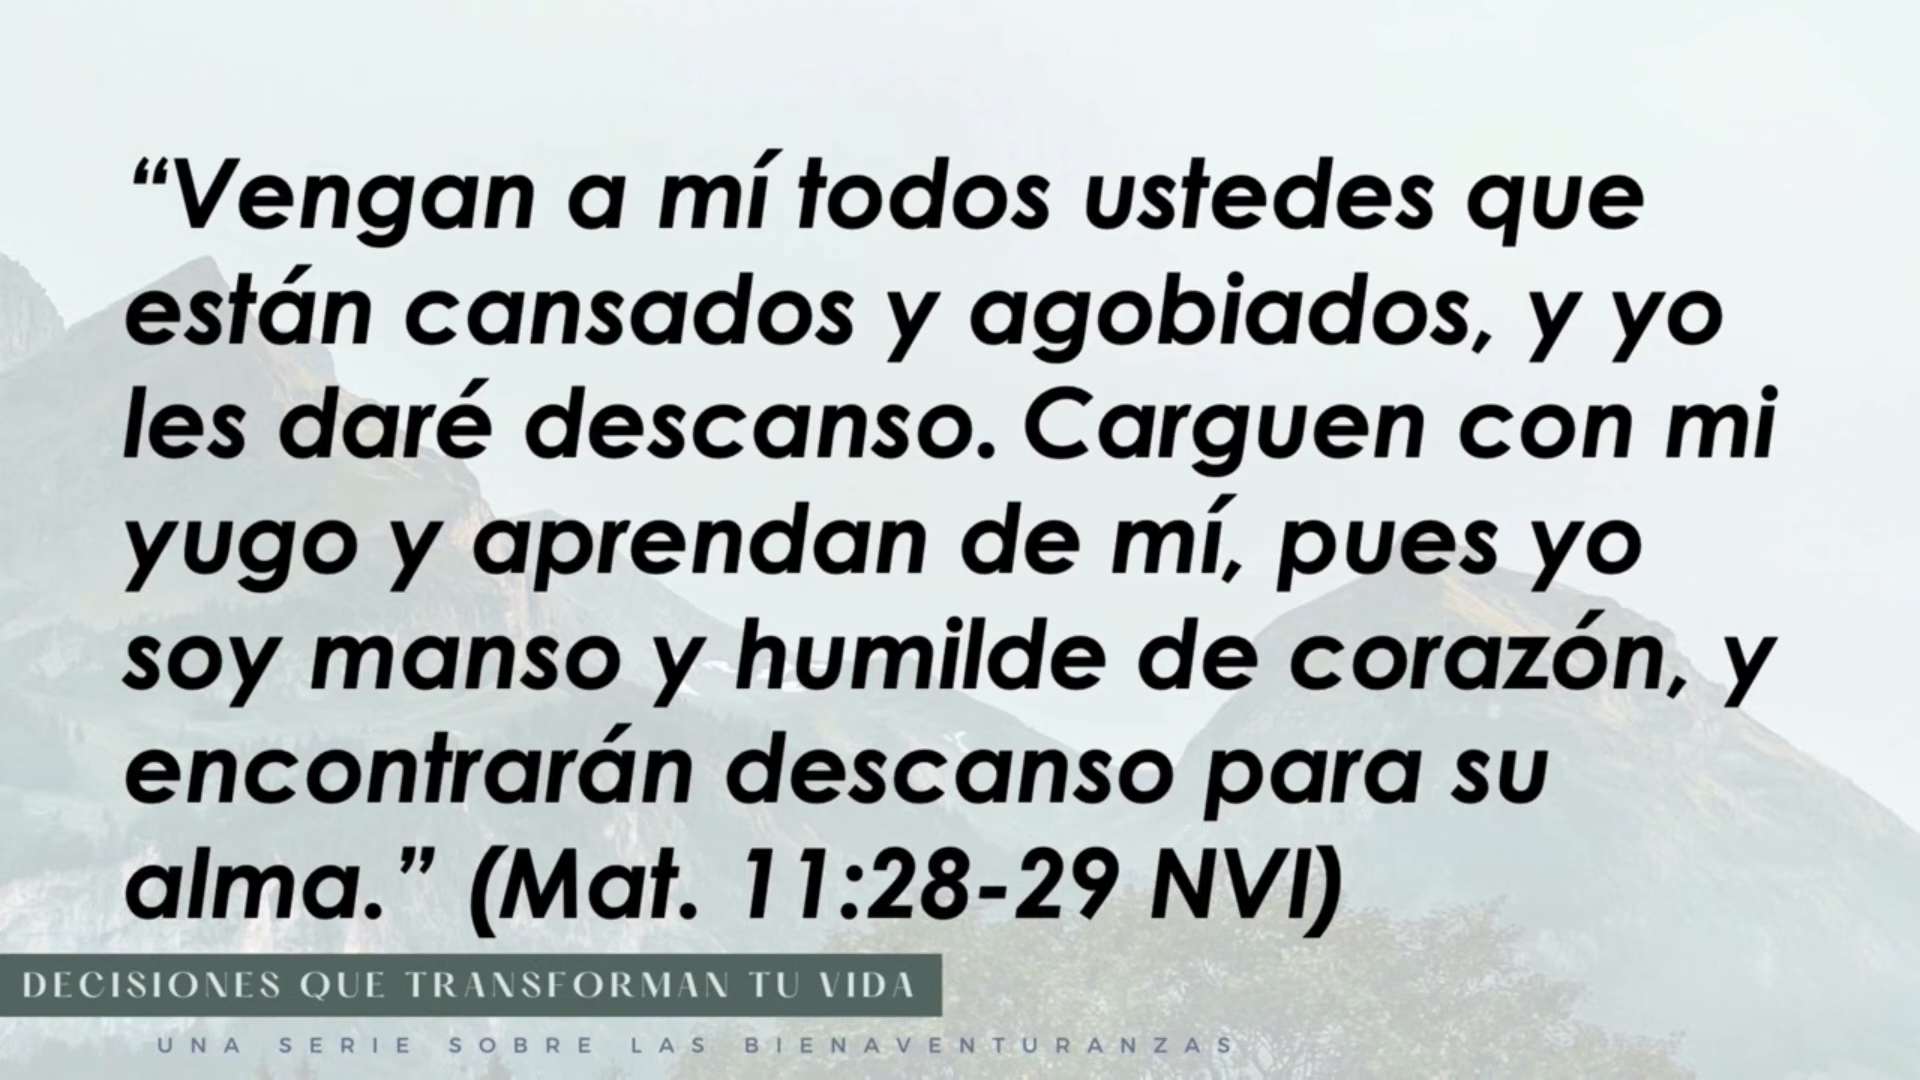 “Vengan a mí todos ustedes que
están cansados y agobiados, y yo
les daré descanso. Carguen con mi
yugo y aprendan de mí, pues yo
soy manso y humilde de corazón, y
encontrarán descanso para su
alma.” (Mat. 11:28-29 NVI)
DECISIONES QUE TRANSFORMAN TU VIDA
UNA SERIE SOBRE LAS BIENAVENTURANZAS